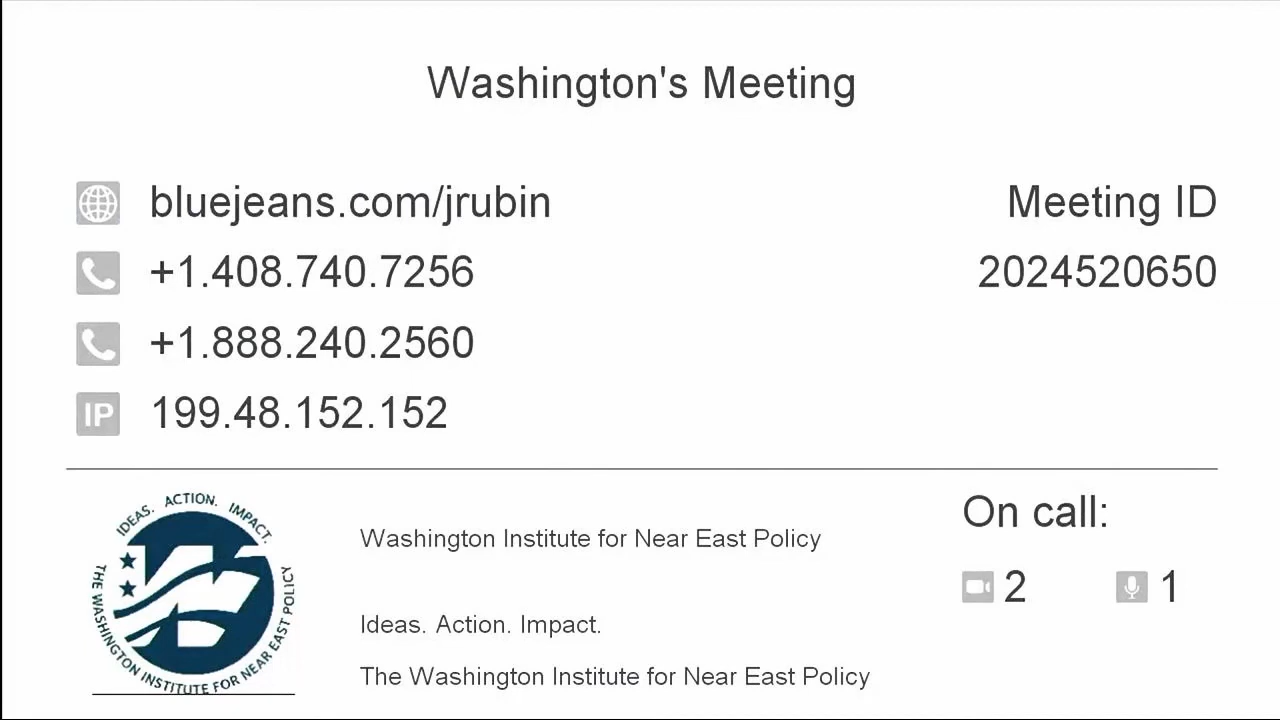 Washington's Meeting
bluejeans.com/jrubin
Meeting ID
+1.408.740.7256
2024520650
+1.888.240.2560
IP
199.48.152.152
IDEAS. ACTION. IMPACT.
THE WASHINGTON INSTITUTE FOR NEAR EAST POLICY
Washington Institute for Near East Policy
Ideas. Action. Impact.
The Washington Institute for Near East Policy
On call:
2
1